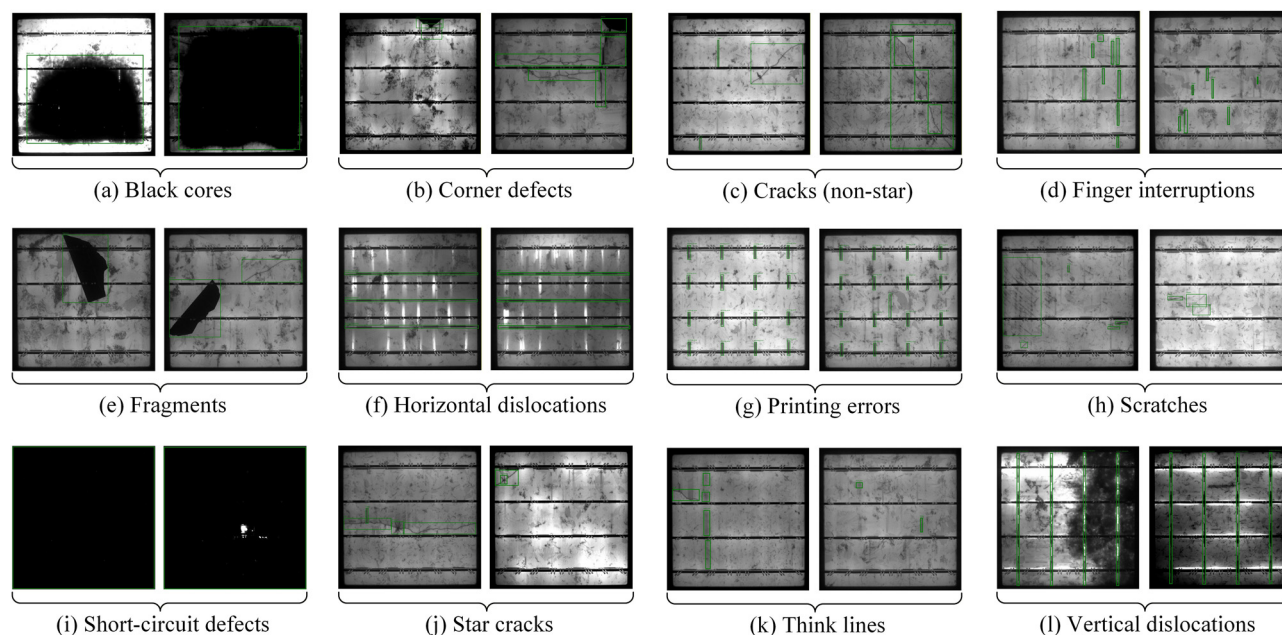 (a) Black cores
(b) Corner defects
(c) Cracks (non-star)
(d) Finger interruptions
(e) Fragments
(f) Horizontal dislocations
(g) Printing errors
(h) Scratches
(i) Short-circuit defects
(j) Star cracks
(k) Think lines
(l) Vertical dislocations